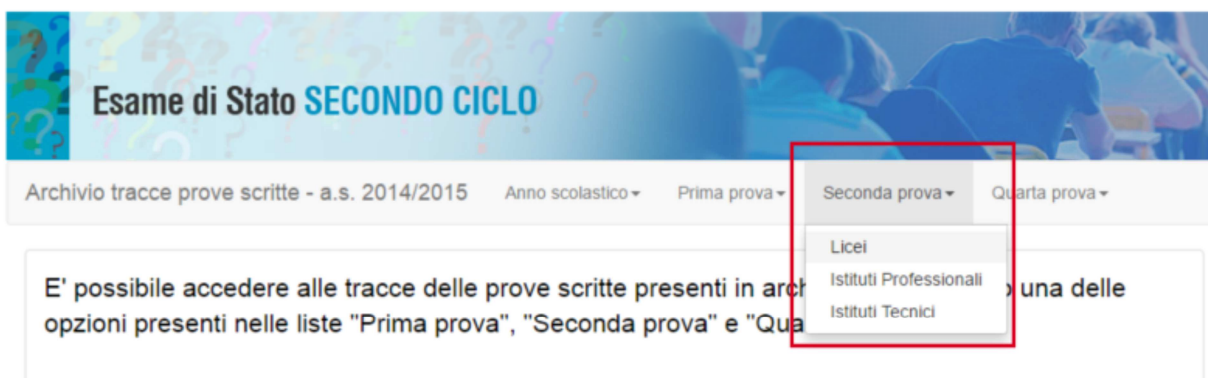 Esame di Stato SECONDO CICLO
Archivio tracce prove scritte - a.s. 2014/2015 Anno scolastico Prima prova Seconda prova Quarta prova
Licei
Istituti Professionali
Istituti Tecnici
E' possibile accedere alle tracce delle prove scritte presenti in una delle
opzioni presenti nelle liste "Prima prova", "Seconda prova" e